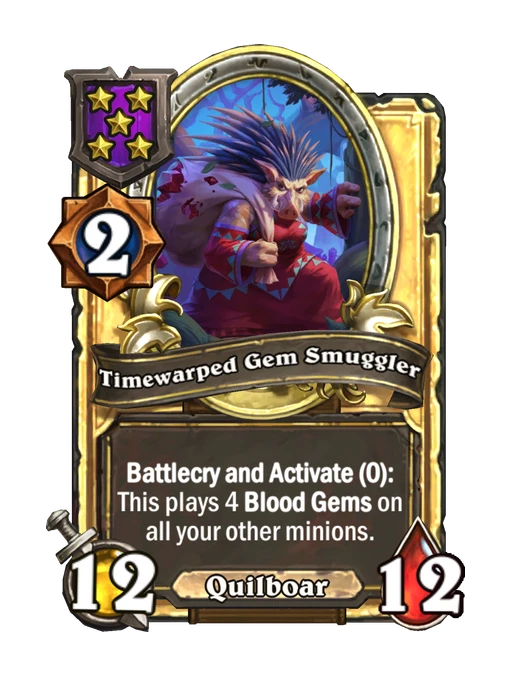 2
Timewarped Gem Smuggler
Battlecry and Activate (0):
This plays 4 Blood Gems on
all your other minions.
12
Quilboar
12